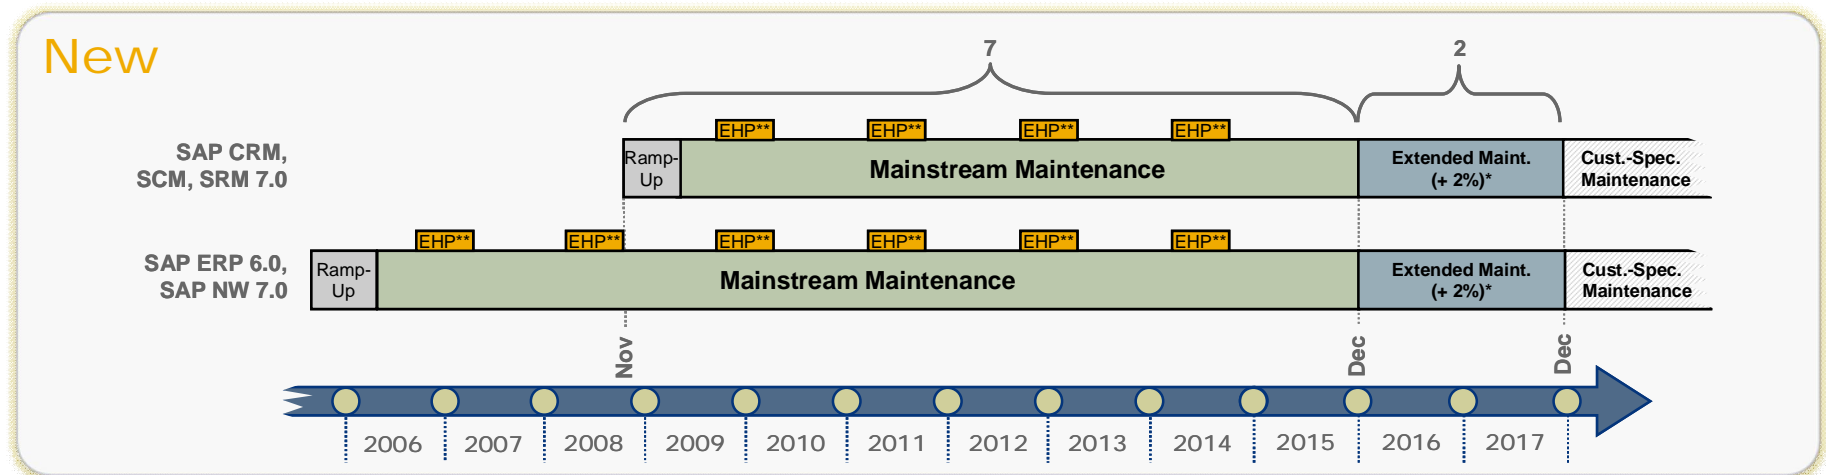 New
7
2
EHP** EHP** EHP** EHP**
SAP CRM,
SCM, SRM 7.0
Ramp-
Up
Mainstream Maintenance
Extended Maint.
(+ 2%)*
Cust.-Spec.
Maintenance
EHP** EHP** EHP** EHP** EHP** EHP**
SAP ERP 6.0,
SAP NW 7.0
Ramp-
Up
Mainstream Maintenance
Extended Maint.
(+ 2%)*
Cust.-Spec.
Maintenance
Nov
Dec
Dec
2006 2007 2008 2009 2010 2011 2012 2013 2014 2015 2016 2017